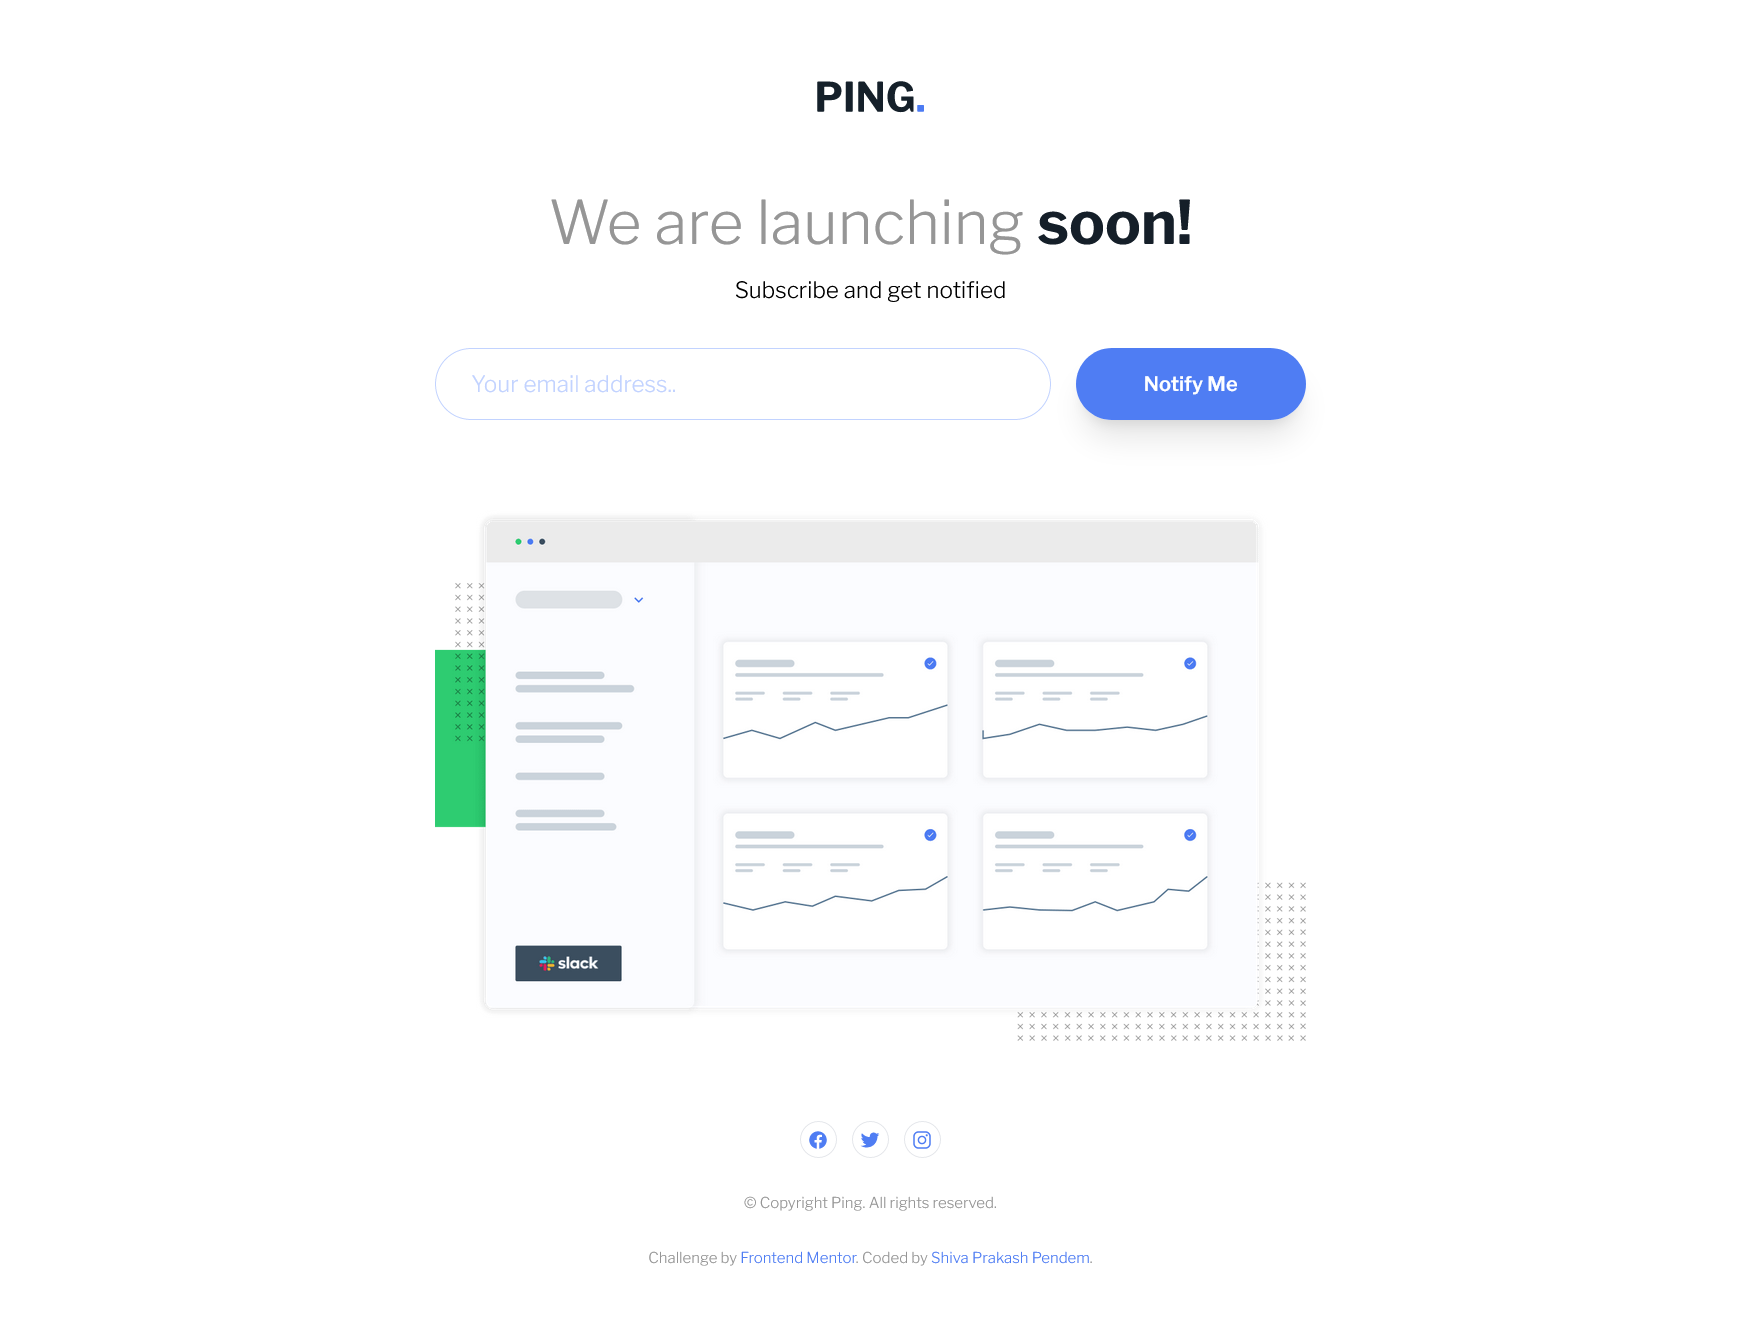 PING.
We are launching soon!
Subscribe and get notified
Your email address..
Notify Me
slack
© Copyright Ping. All rights reserved.
Challenge by Frontend Mentor. Coded by Shiva Prakash Pendem.